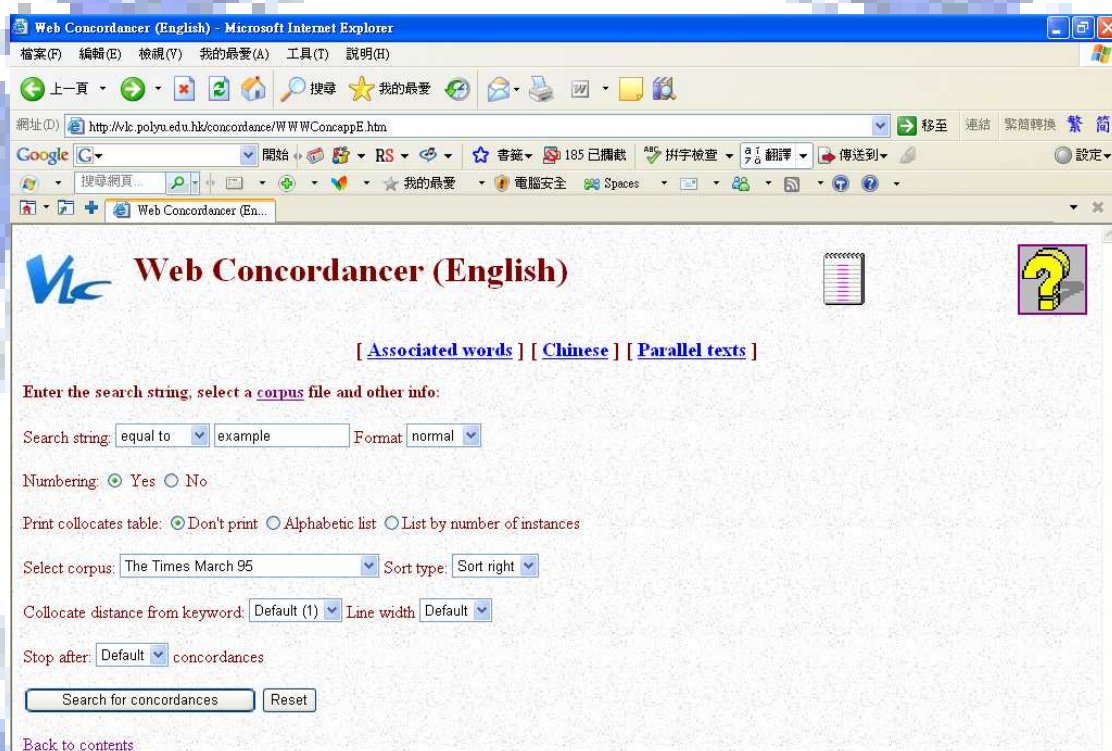 Web Concordancer (English) - Microsoft Internet Explorer
檔案(F) 編輯(E) 檢視(V) 我的最愛(A) 工具(T) 說明(H)
上一頁 搜尋 我的最愛
網址(D) http://vlc.polyu.edu.hk/concordance/WWWConcappE.htm 移至 連結 緊簡轉換 繁 簡
Google G 開始 RS 書籤 185 已攔截 拼字檢查 翻譯 傳送到 設定
搜尋網頁... 我的最愛 電腦安全 Spaces
Web Concordancer (En...
Vlc Web Concordancer (English)
[ Associated words ] [ Chinese ] [ Parallel texts ]
Enter the search string, select a corpus file and other info:
Search string: equal to example Format normal
Numbering: Yes No
Print collocates table: Don't print Alphabetic list List by number of instances
Select corpus: The Times March 95 Sort type: Sort right
Collocate distance from keyword: Default (1) Line width Default
Stop after: Default concordances
Search for concordances Reset
Back to contents